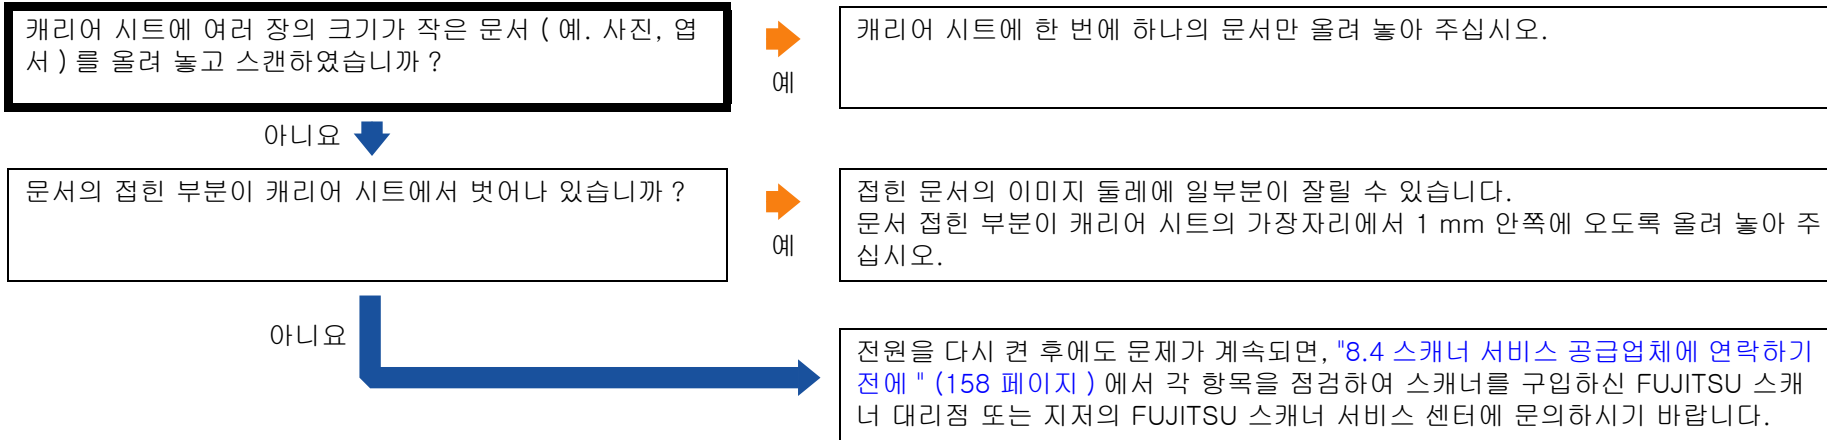 캐리어 시트에 여러 장의 크기가 작은 문서 ( 예. 사진, 엽
서 ) 를 올려 놓고 스캔하였습니까 ?
예
캐리어 시트에 한 번에 하나의 문서만 올려 놓아 주십시오.
아니요
문서의 접힌 부분이 캐리어 시트에서 벗어나 있습니까 ?
예
접힌 문서의 이미지 둘레에 일부분이 잘릴 수 있습니다.
문서 접힌 부분이 캐리어 시트의 가장자리에서 1 mm 안쪽에 오도록 올려 놓아 주
십시오.
아니요
전원을 다시 켠 후에도 문제가 계속되면, "8.4 스캐너 서비스 공급업체에 연락하기
전에 " (158 페이지 ) 에서 각 항목을 점검하여 스캐너를 구입하신 FUJITSU 스캐
너 대리점 또는 지저의 FUJITSU 스캐너 서비스 센터에 문의하시기 바랍니다.